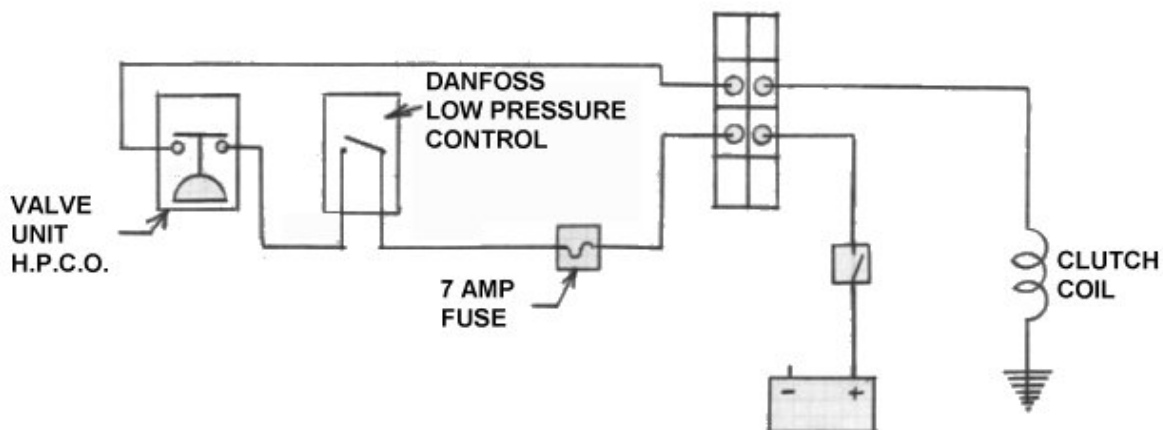 DANFOSS
LOW PRESSURE
CONTROL
VALVE
UNIT
H.P.C.O.
7 AMP
FUSE
CLUTCH
COIL
- +